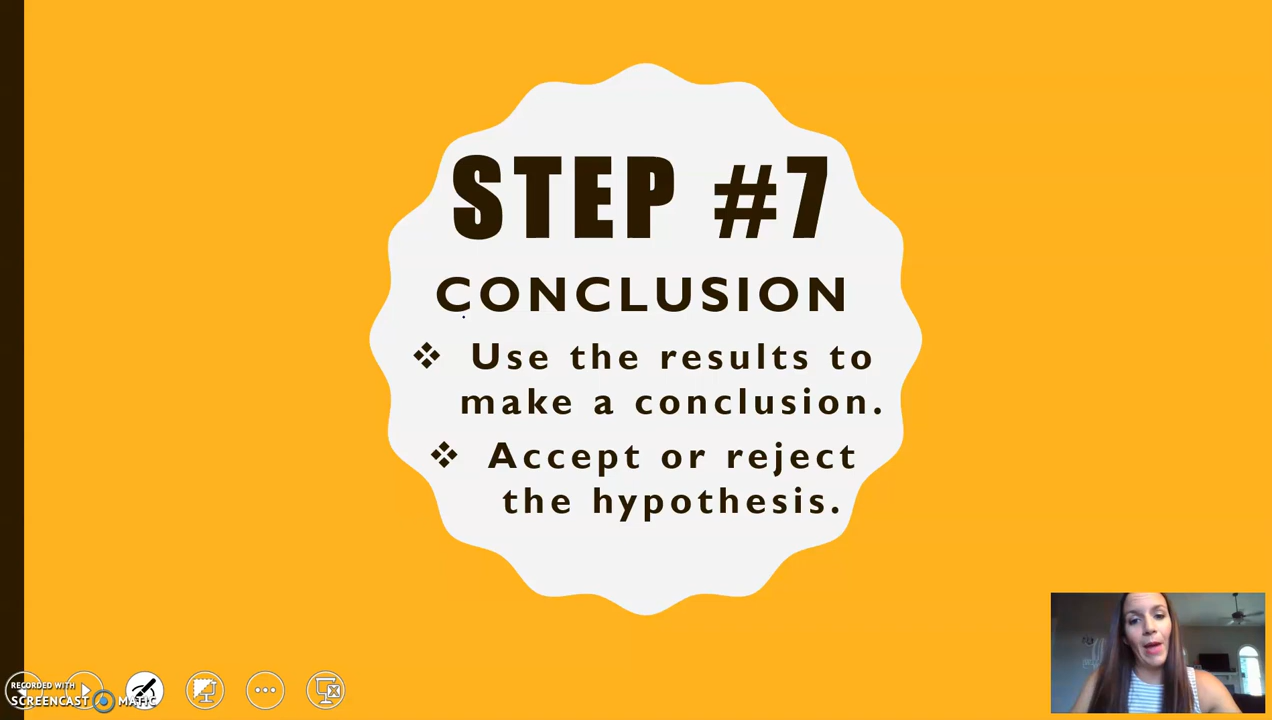 STEP #7
CONCLUSION
❖ Use the results to
make a conclusion.
❖ Accept or reject
the hypothesis.
RECORDED WITH
SCREENCAST MATIC